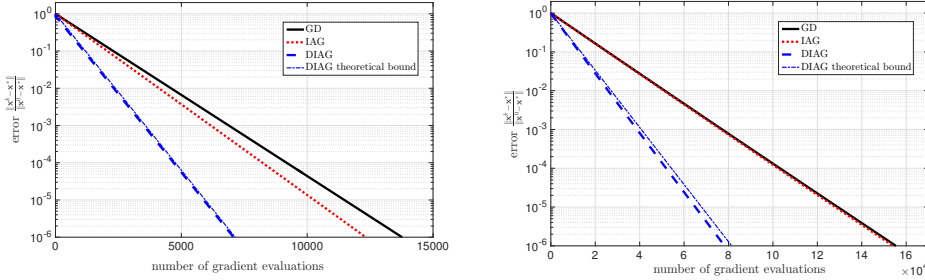 10^0
10^-1
10^-2
10^-3
10^-4
10^-5
10^-6
error ‖x^k−x*‖ / ‖x^0−x*‖
GD
IAG
DIAG
DIAG theoretical bound
0 5000 10000 15000
number of gradient evaluations
10^0
10^-1
10^-2
10^-3
10^-4
10^-5
10^-6
error ‖x^k−x*‖ / ‖x^0−x*‖
GD
IAG
DIAG
DIAG theoretical bound
0 2 4 6 8 10 12 14 16
number of gradient evaluations